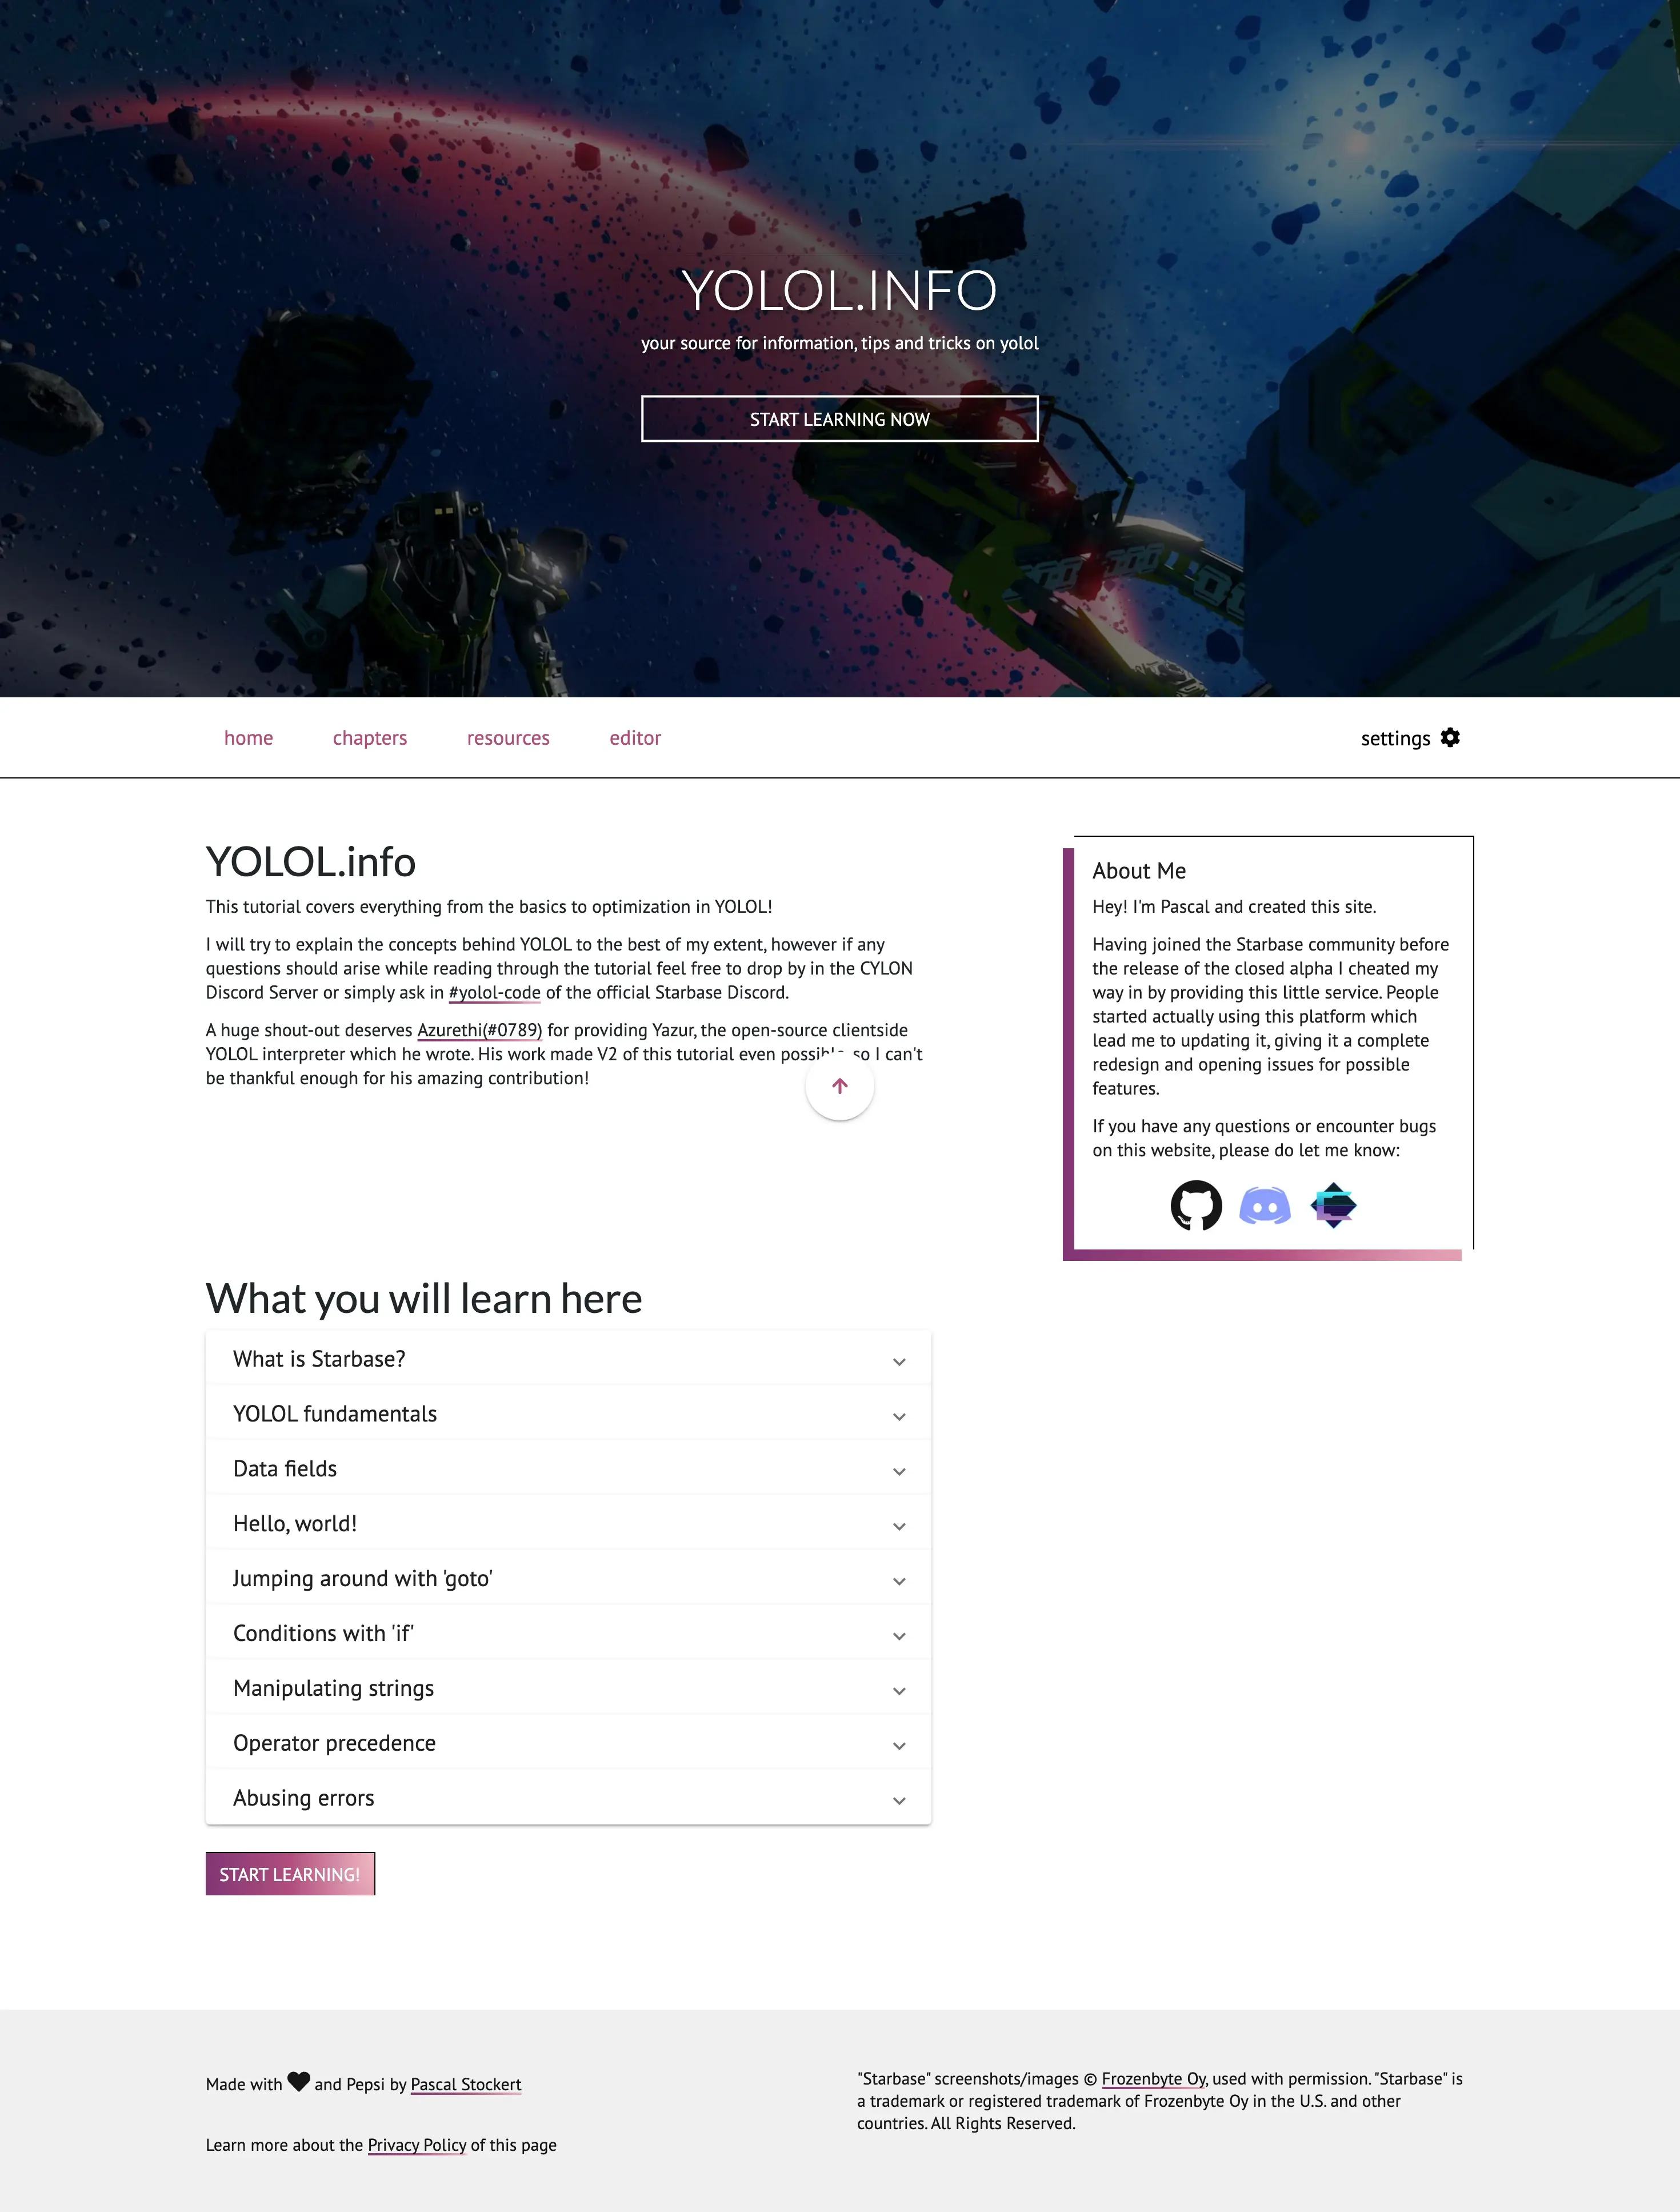 YOLOL.INFO
your source for information, tips and tricks on yolol
START LEARNING NOW
home chapters resources editor settings
YOLOL.info
This tutorial covers everything from the basics to optimization in YOLOL!
I will try to explain the concepts behind YOLOL to the best of my extent, however if any
questions should arise while reading through the tutorial feel free to drop by in the CYLON
Discord Server or simply ask in #yolol-code of the official Starbase Discord.
A huge shout-out deserves Azurethi(#0789) for providing Yazur, the open-source clientside
YOLOL interpreter which he wrote. His work made V2 of this tutorial even possible, so I can't
be thankful enough for his amazing contribution!
About Me
Hey! I'm Pascal and created this site.
Having joined the Starbase community before
the release of the closed alpha I cheated my
way in by providing this little service. People
started actually using this platform which
lead me to updating it, giving it a complete
redesign and opening issues for possible
features.
If you have any questions or encounter bugs
on this website, please do let me know:
What you will learn here
What is Starbase?
YOLOL fundamentals
Data fields
Hello, world!
Jumping around with 'goto'
Conditions with 'if'
Manipulating strings
Operator precedence
Abusing errors
START LEARNING!
Made with and Pepsi by Pascal Stockert
Learn more about the Privacy Policy of this page
"Starbase" screenshots/images © Frozenbyte Oy, used with permission. "Starbase" is
a trademark or registered trademark of Frozenbyte Oy in the U.S. and other
countries. All Rights Reserved.